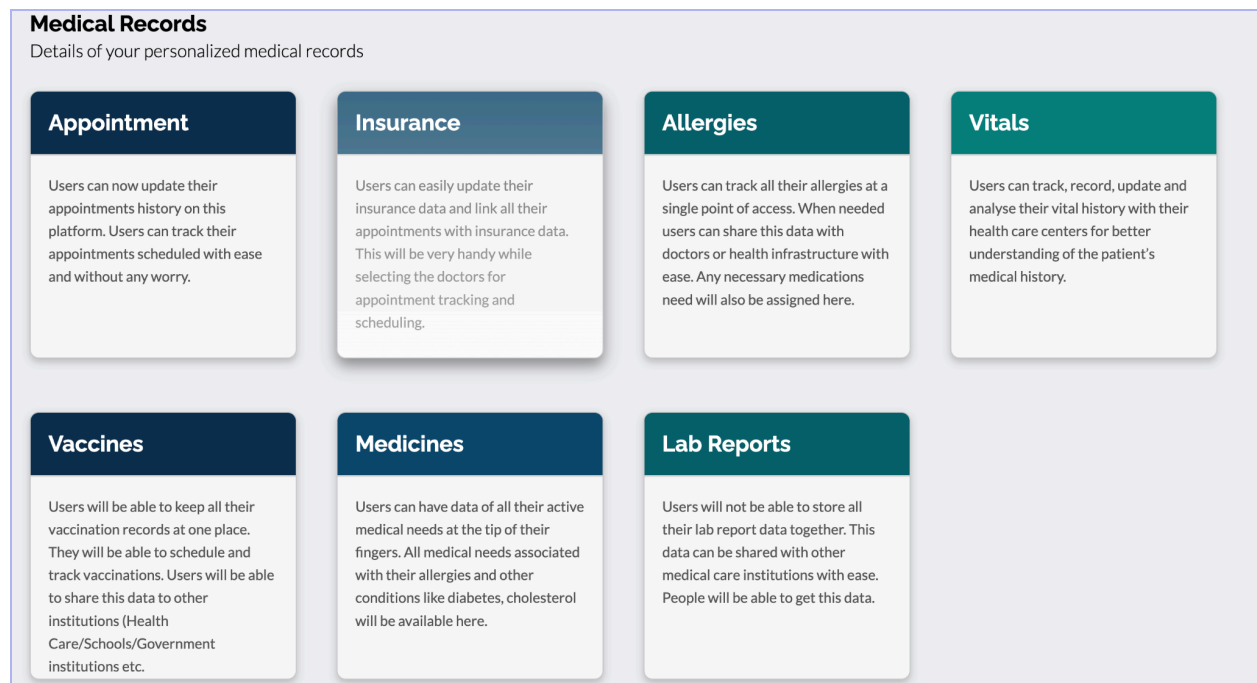 Medical Records
Details of your personalized medical records
Appointment
Users can now update their
appointments history on this
platform. Users can track their
appointments scheduled with ease
and without any worry.
Insurance
Users can easily update their
insurance data and link all their
appointments with insurance data.
This will be very handy while
selecting the doctors for
appointment tracking and
scheduling.
Allergies
Users can track all their allergies at a
single point of access. When needed
users can share this data with
doctors or health infrastructure with
ease. Any necessary medications
need will also be assigned here.
Vitals
Users can track, record, update and
analyse their vital history with their
health care centers for better
understanding of the patient's
medical history.
Vaccines
Users will be able to keep all their
vaccination records at one place.
They will be able to schedule and
track vaccinations. Users will be able
to share this data to other
institutions (Health
Care/Schools/Government
institutions etc.
Medicines
Users can have data of all their active
medical needs at the tip of their
fingers. All medical needs associated
with their allergies and other
conditions like diabetes, cholesterol
will be available here.
Lab Reports
Users will not be able to store all
their lab report data together. This
data can be shared with other
medical care institutions with ease.
People will be able to get this data.